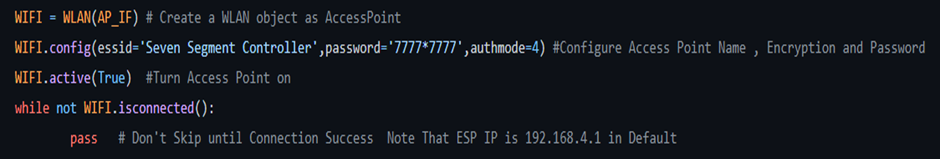 WIFI = WLAN(AP_IF) # Create a WLAN object as AccessPoint
WIFI.config(essid='Seven Segment Controller',password='7777*7777',authmode=4) #Configure Access Point Name , Encryption and Password
WIFI.active(True)  #Turn Access Point on
while not WIFI.isconnected():
       pass   # Don't Skip until Connection Success  Note That ESP IP is 192.168.4.1 in Default